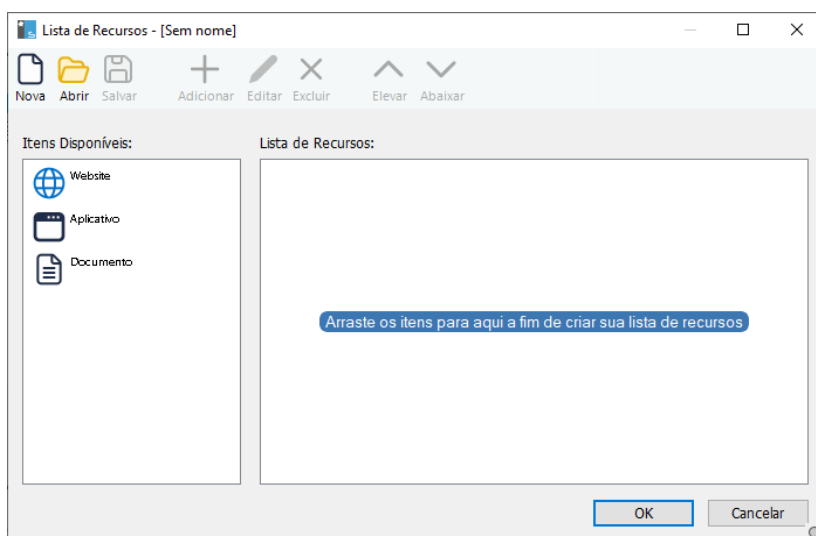 Lista de Recursos - [Sem nome]
Nova Abrir Salvar Adicionar Editar Excluir Elevar Abaixar
Itens Disponíveis: Lista de Recursos:
Website
Aplicativo
Documento
Arraste os itens para aqui a fim de criar sua lista de recursos
OK Cancelar